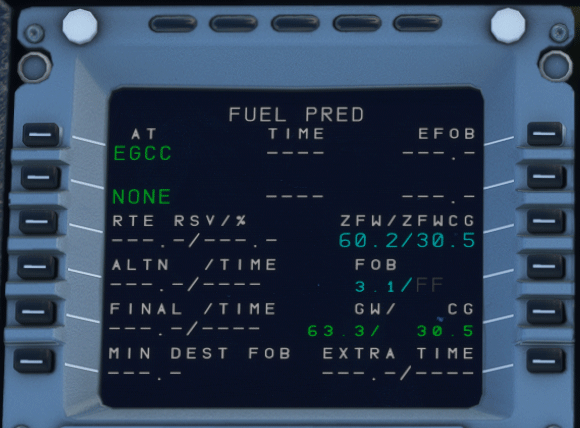 FUEL PRED
AT TIME EFOB
EGCC ---- ---.-
NONE ---- ---.-
RTE RSV/% ZFW/ZFWCG
---.-/---.- 60.2/30.5
ALTN /TIME FOB
---.-/---- 3.1/FF
FINAL /TIME GW/ CG
---.-/---- 63.3/ 30.5
MIN DEST FOB EXTRA TIME
---.- ---.-/----